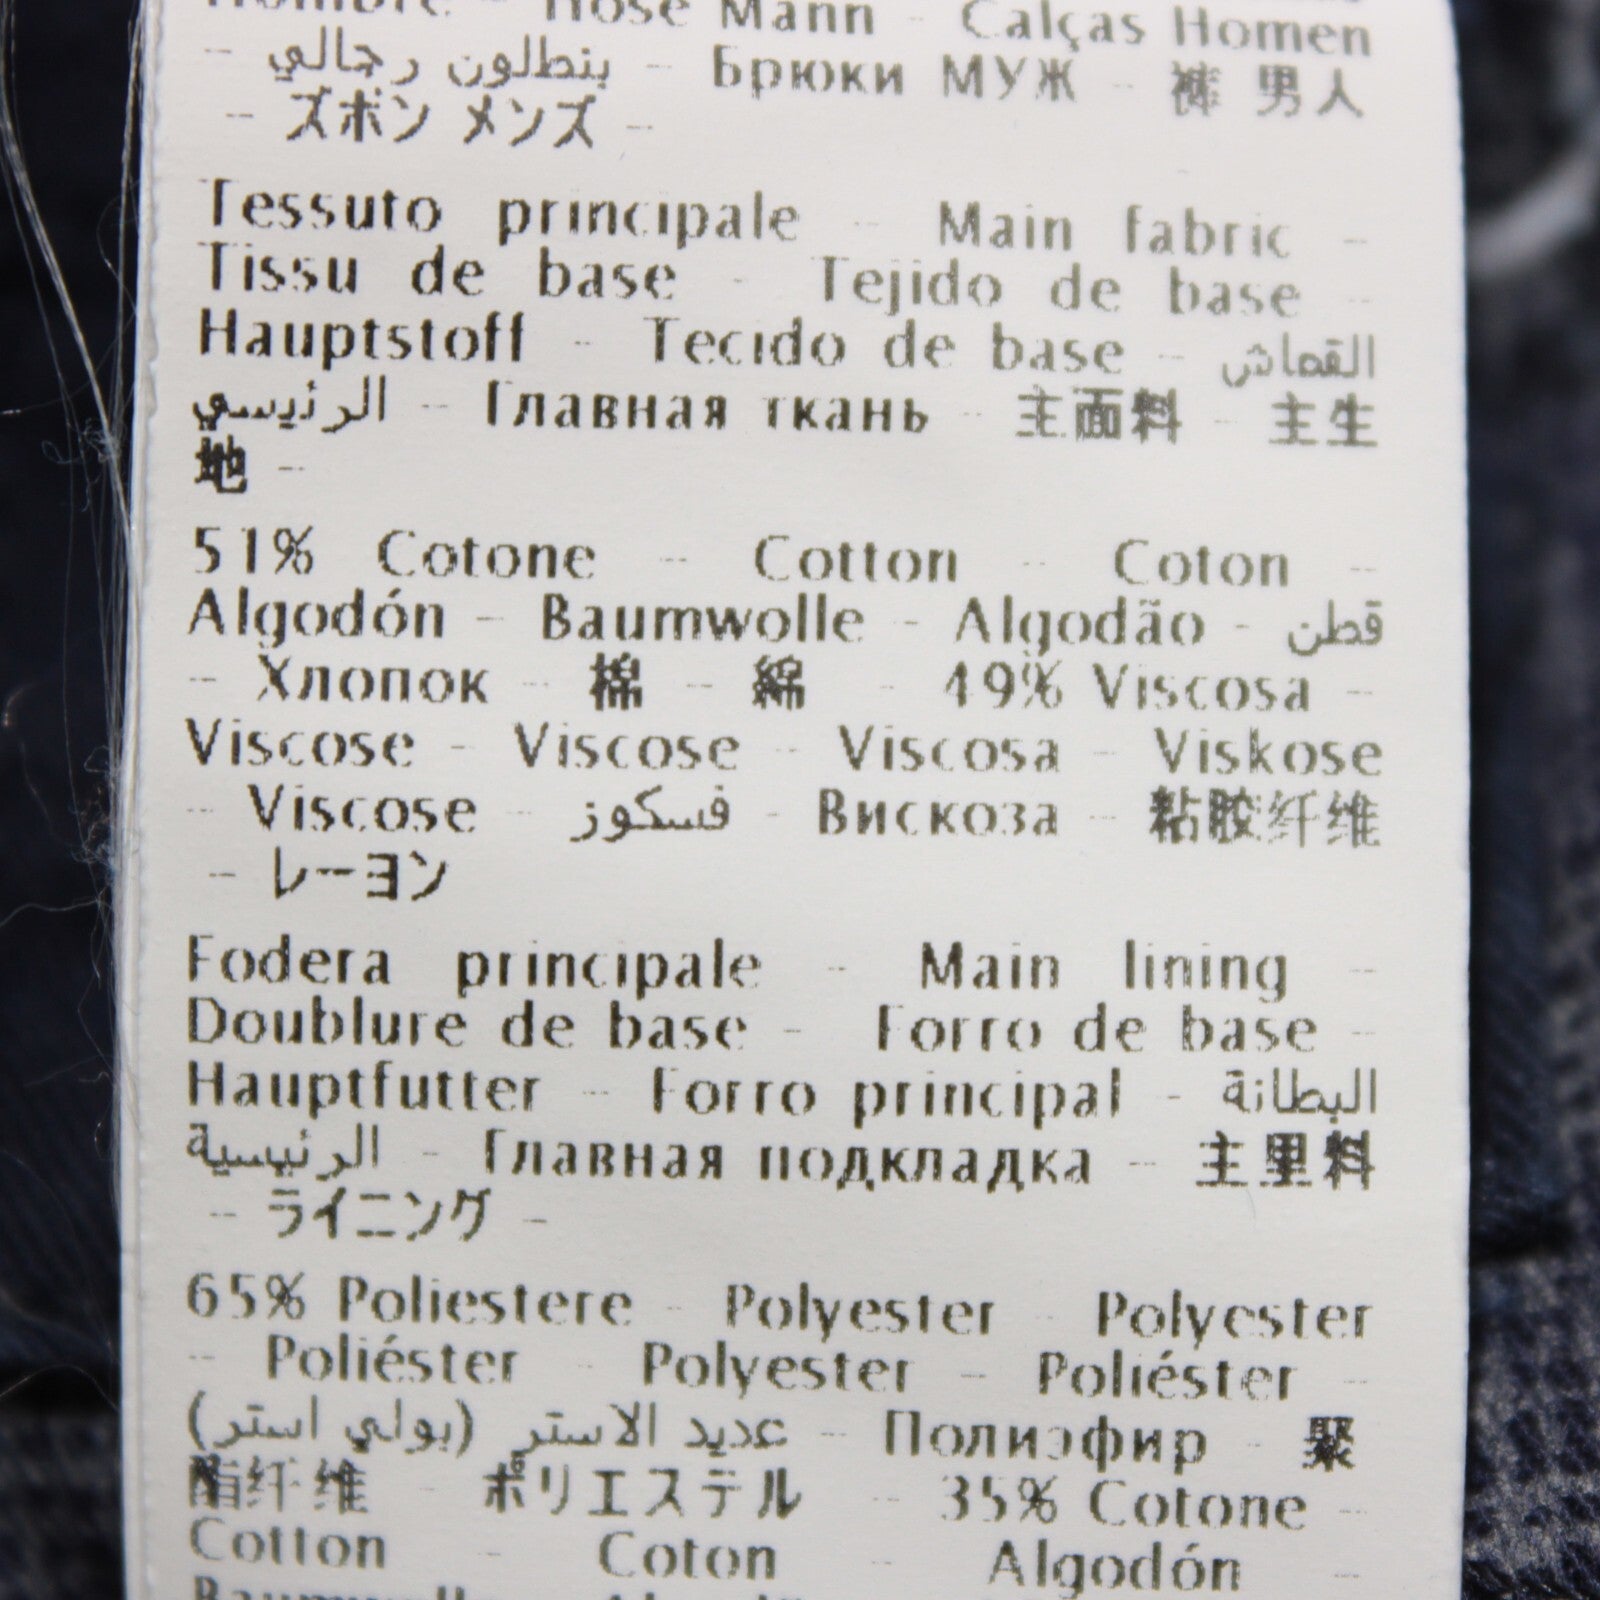 Hose Mann - Calças Homen
- بنطلون رجالي - Брюки МУЖ - 裤 男人
- ズボン メンズ -
Tessuto principale - Main fabric -
Tissu de base - Tejido de base -
Hauptstoff - Tecido de base - القماش
الرئيسي - Главная ткань - 主面料 - 主生
地 -
51% Cotone - Cotton - Coton -
Algodón - Baumwolle - Algodão - قطن
- Хлопок - 棉 - 綿 - 49% Viscosa -
Viscose - Viscose - Viscosa - Viskose
- Viscose - فسكوز - Вискоза - 粘胶纤维
- レーヨン
Fodera principale - Main lining -
Doublure de base - Forro de base -
Hauptfutter - Forro principal - البطانة
الرئيسية - Главная подкладка - 主里料
- ライニング -
65% Poliestere - Polyester - Polyester
- Poliéster - Polyester - Poliéster -
عديد الاستر (بولي استر) - Полиэфир - 聚
酯纤维 - ポリエステル - 35% Cotone -
Cotton - Coton - Algodón -